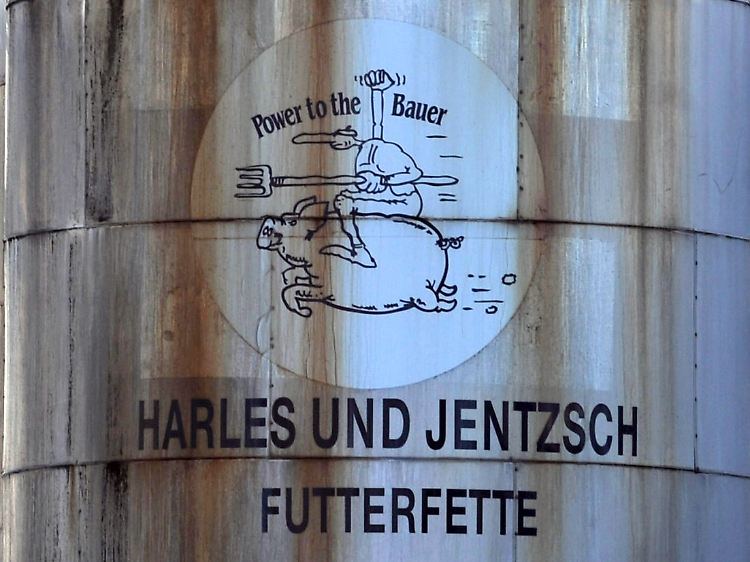 Power to the Bauer
HARLES UND JENTZSCH
FUTTERFETTE